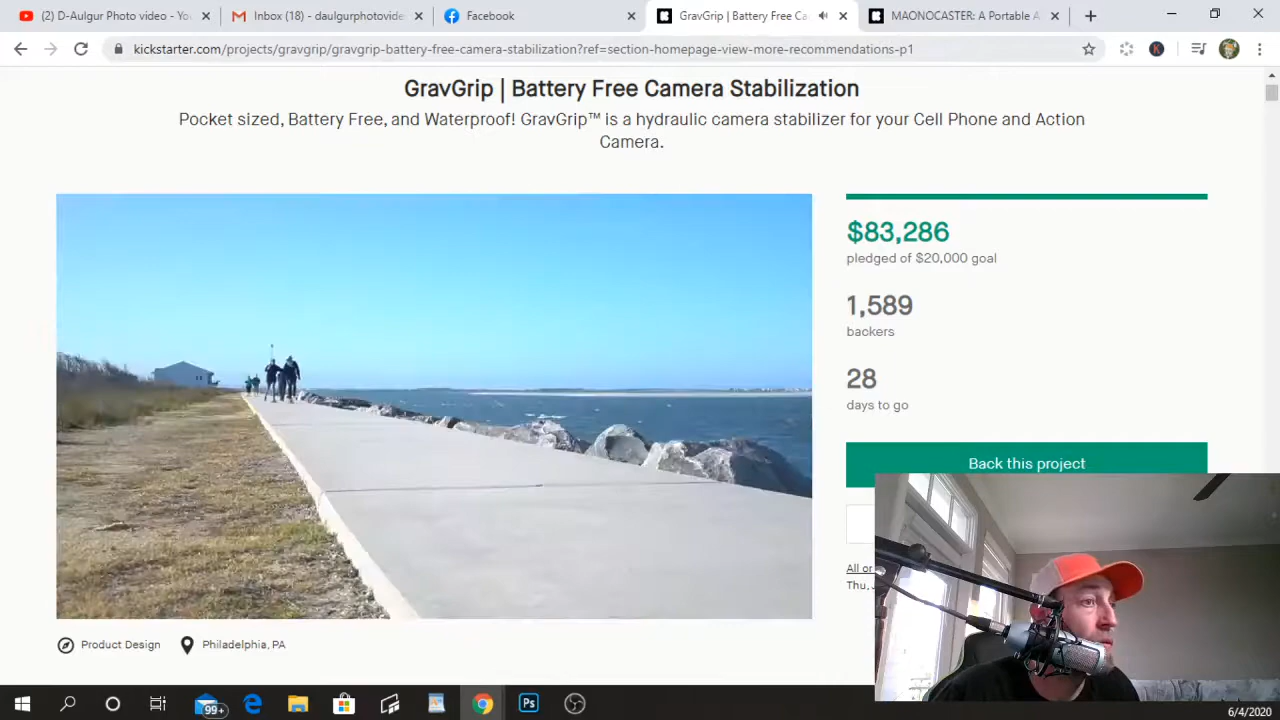 (2) D-Aulgur Photo video - Yo
Inbox (18) - daulgurphotovide
Facebook
GravGrip | Battery Free Ca
MAONOCASTER: A Portable A
kickstarter.com/projects/gravgrip/gravgrip-battery-free-camera-stabilization?ref=section-homepage-view-more-recommendations-p1
GravGrip | Battery Free Camera Stabilization
Pocket sized, Battery Free, and Waterproof! GravGrip™ is a hydraulic camera stabilizer for your Cell Phone and Action
Camera.
$83,286
pledged of $20,000 goal
1,589
backers
28
days to go
Back this project
All or
Thu,
Product Design
Philadelphia, PA
99+
Ps
6/4/2020